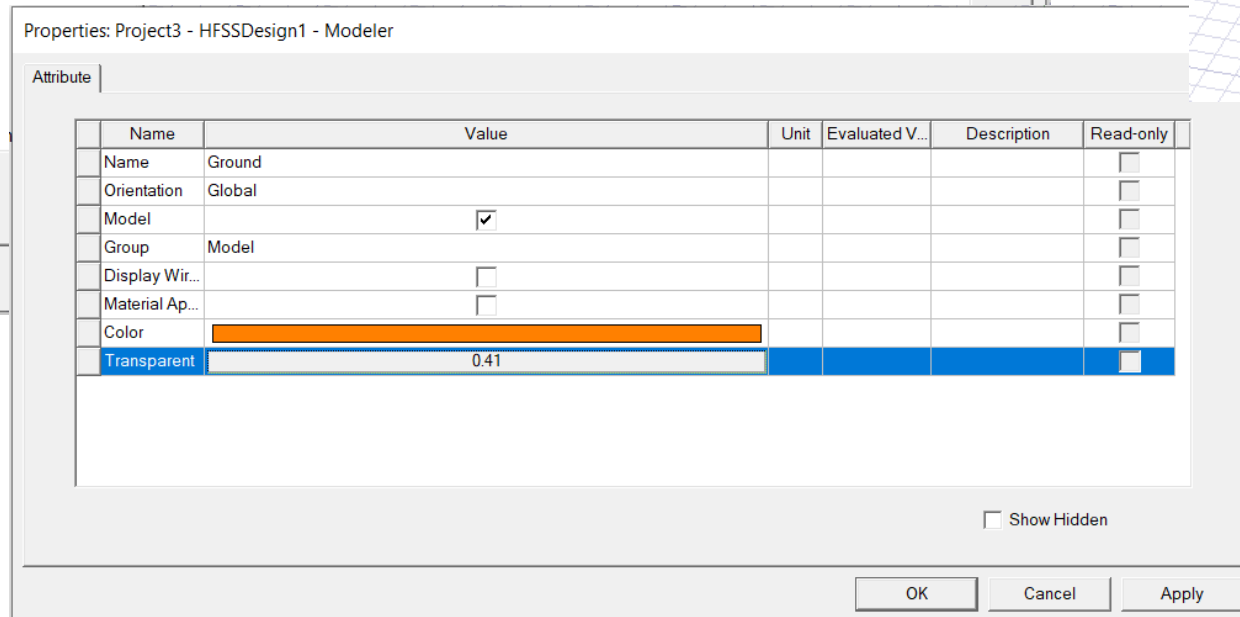 Properties: Project3 - HFSSDesign1 - Modeler
Attribute
Name Value Unit Evaluated V... Description Read-only
Name Ground
Orientation Global
Model
Group Model
Display Wir...
Material Ap...
Color
Transparent 0.41
Show Hidden
OK Cancel Apply